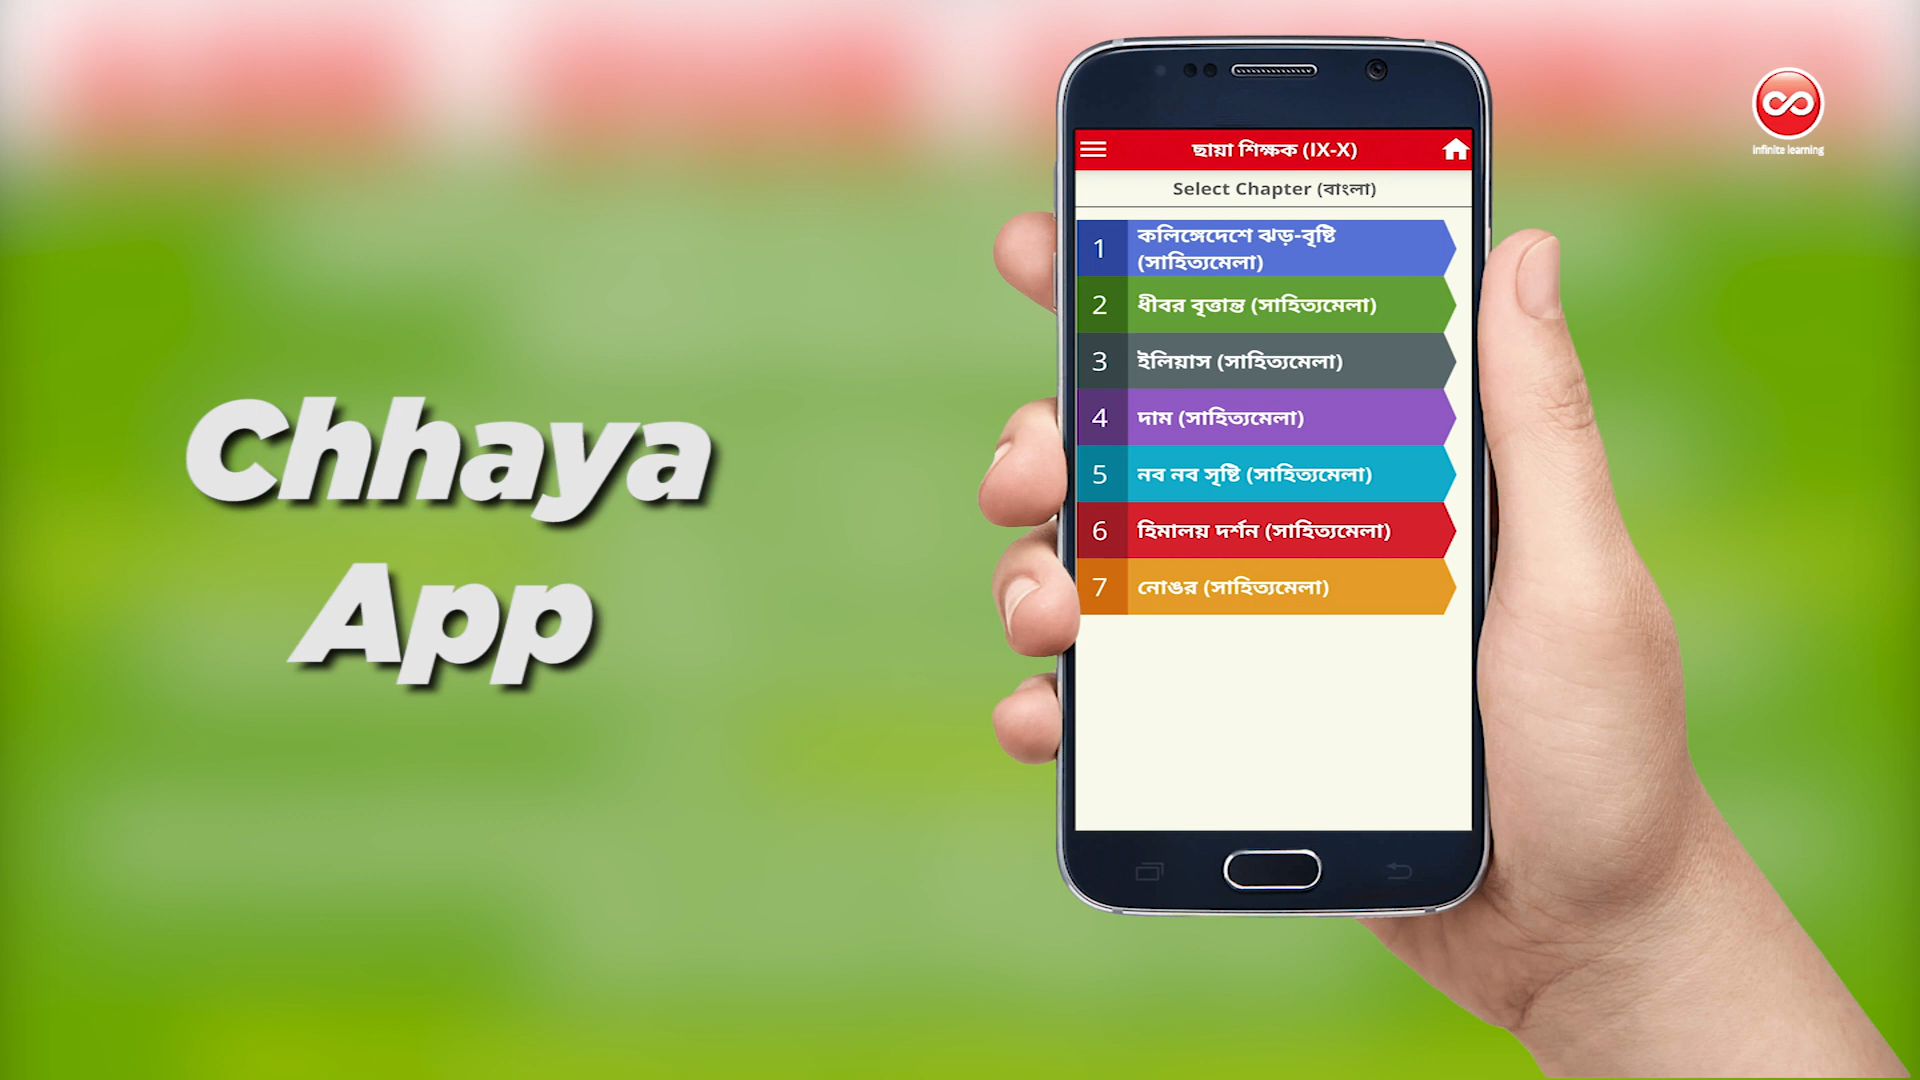 Chhaya
App
infinite learning
ছায়া শিক্ষক (IX-X)
Select Chapter (বাংলা)
1 কলিঙ্গেদেশে ঝড়-বৃষ্টি
(সাহিত্যমেলা)
2 ধীবর বৃত্তান্ত (সাহিত্যমেলা)
3 ইলিয়াস (সাহিত্যমেলা)
4 দাম (সাহিত্যমেলা)
5 নব নব সৃষ্টি (সাহিত্যমেলা)
6 হিমালয় দর্শন (সাহিত্যমেলা)
7 নোঙর (সাহিত্যমেলা)